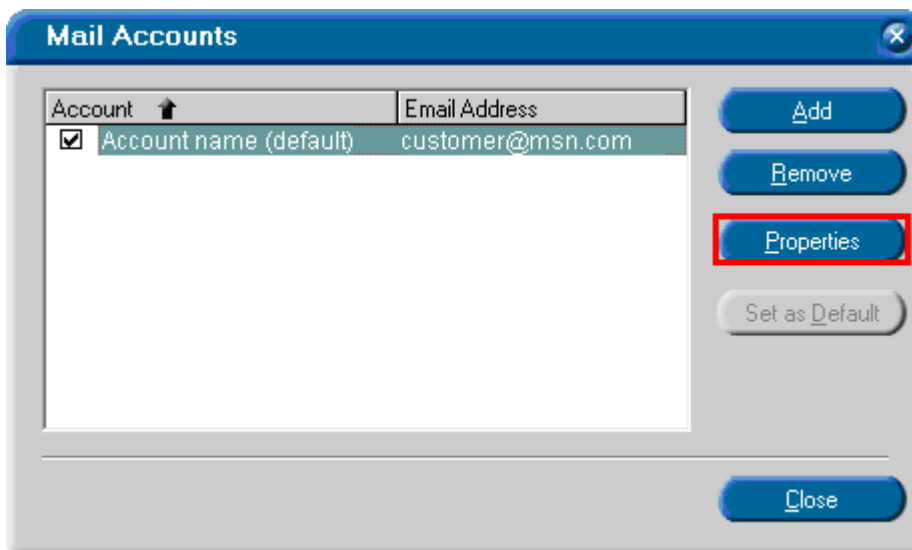 Mail Accounts
Account Email Address
Account name (default) customer@msn.com
Add
Remove
Properties
Set as Default
Close